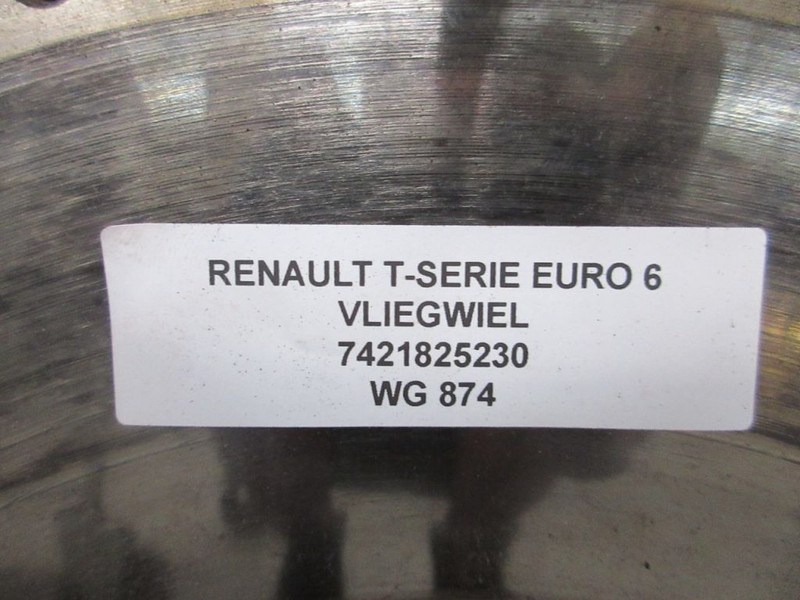 RENAULT T-SERIE EURO 6
VLIEGWIEL
7421825230
WG 874